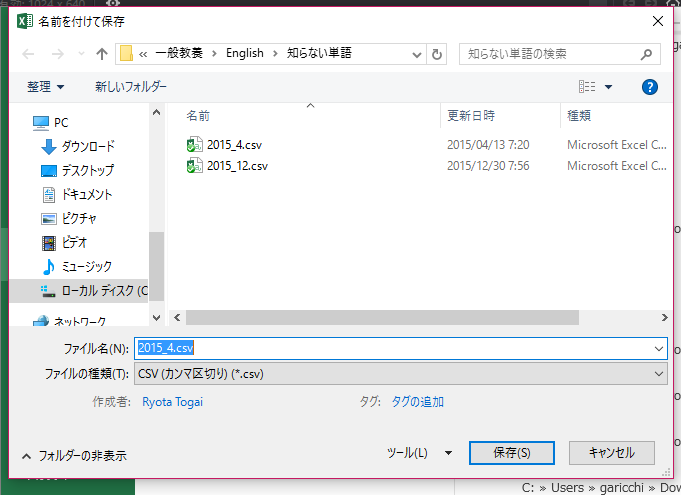 有効: 1024 x 640
名前を付けて保存
« 一般教養 > English > 知らない単語
知らない単語の検索
整理 新しいフォルダー
名前 更新日時 種類
PC
ダウンロード
デスクトップ
ドキュメント
ピクチャ
ビデオ
ミュージック
ローカル ディスク (C
ネットワーク
2015_4.csv 2015/04/13 7:20 Microsoft Excel C...
2015_12.csv 2015/12/30 7:56 Microsoft Excel C...
ファイル名(N): 2015_4.csv
ファイルの種類(T): CSV (カンマ区切り) (*.csv)
作成者: Ryota Togai タグ: タグの追加
フォルダーの非表示 ツール(L) 保存(S) キャンセル
C: » Users » garicchi » Dow